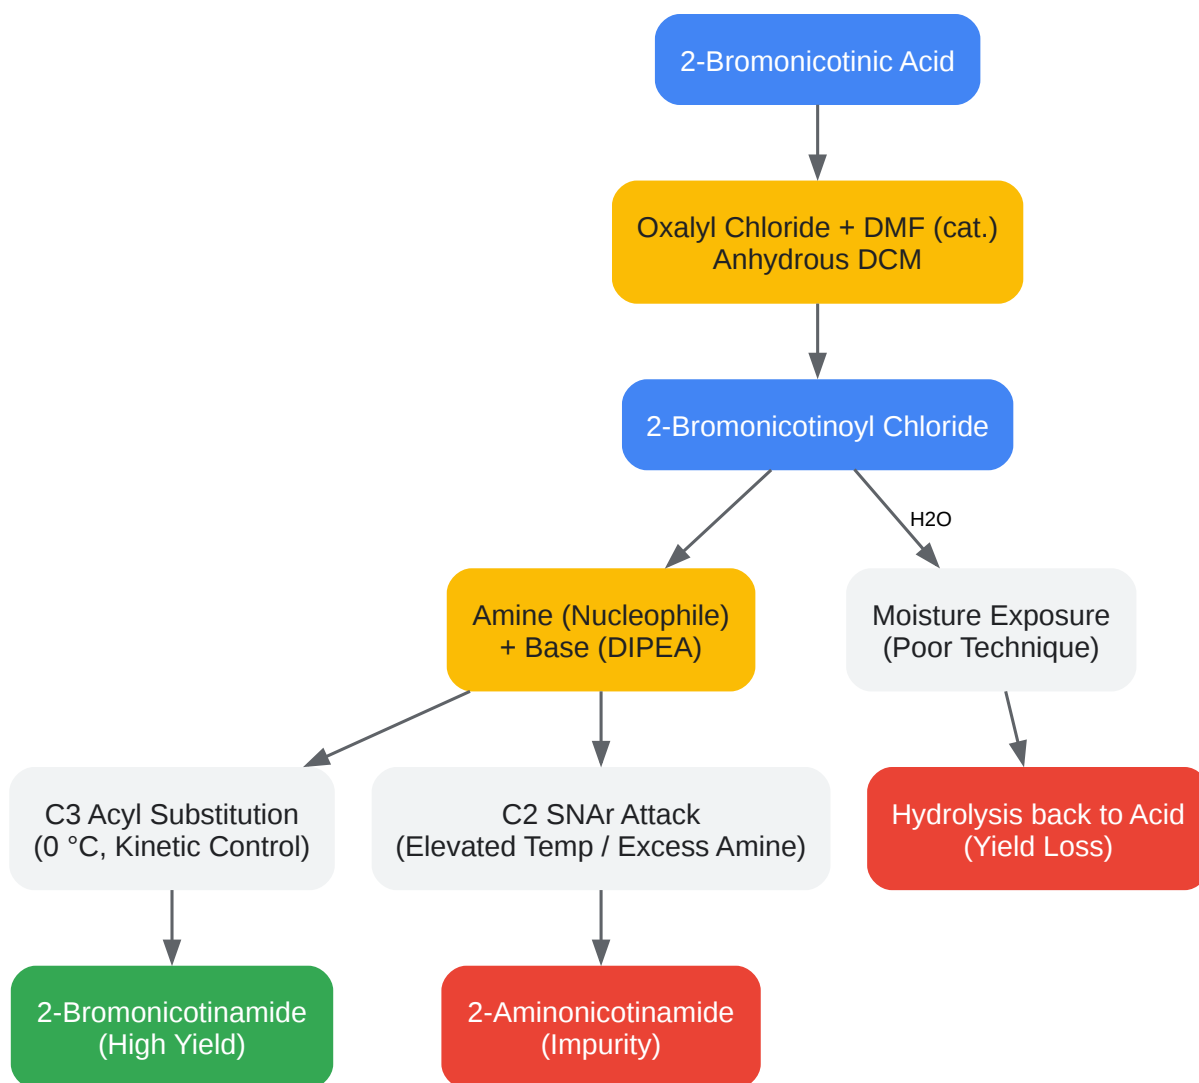 2-Bromonicotinic Acid
Oxalyl Chloride + DMF (cat.)
Anhydrous DCM
2-Bromonicotinoyl Chloride
H2O
Amine (Nucleophile)
+ Base (DIPEA)
Moisture Exposure
(Poor Technique)
C3 Acyl Substitution
(0 °C, Kinetic Control)
C2 SNAr Attack
(Elevated Temp / Excess Amine)
Hydrolysis back to Acid
(Yield Loss)
2-Bromonicotinamide
(High Yield)
2-Aminonicotinamide
(Impurity)